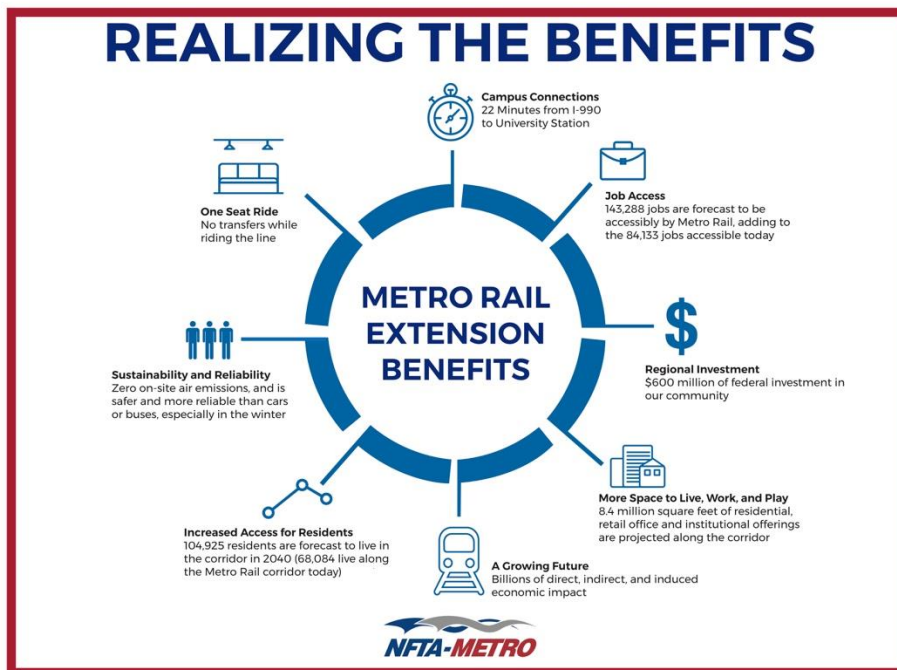 REALIZING THE BENEFITS
Campus Connections
22 Minutes from I-990
to University Station
Job Access
143,288 jobs are forecast to be
accessibly by Metro Rail, adding to
the 84,133 jobs accessible today
$
Regional Investment
$600 million of federal investment in
our community
More Space to Live, Work, and Play
8.4 million square feet of residential,
retail office and institutional offerings
are projected along the corridor
A Growing Future
Billions of direct, indirect, and induced
economic impact
Increased Access for Residents
104,925 residents are forecast to live in
the corridor in 2040 (68,084 live along
the Metro Rail corridor today)
Sustainability and Reliability
Zero on-site air emissions, and is
safer and more reliable than cars
or buses, especially in the winter
One Seat Ride
No transfers while
riding the line
METRO RAIL
EXTENSION
BENEFITS
NFTA-METRO